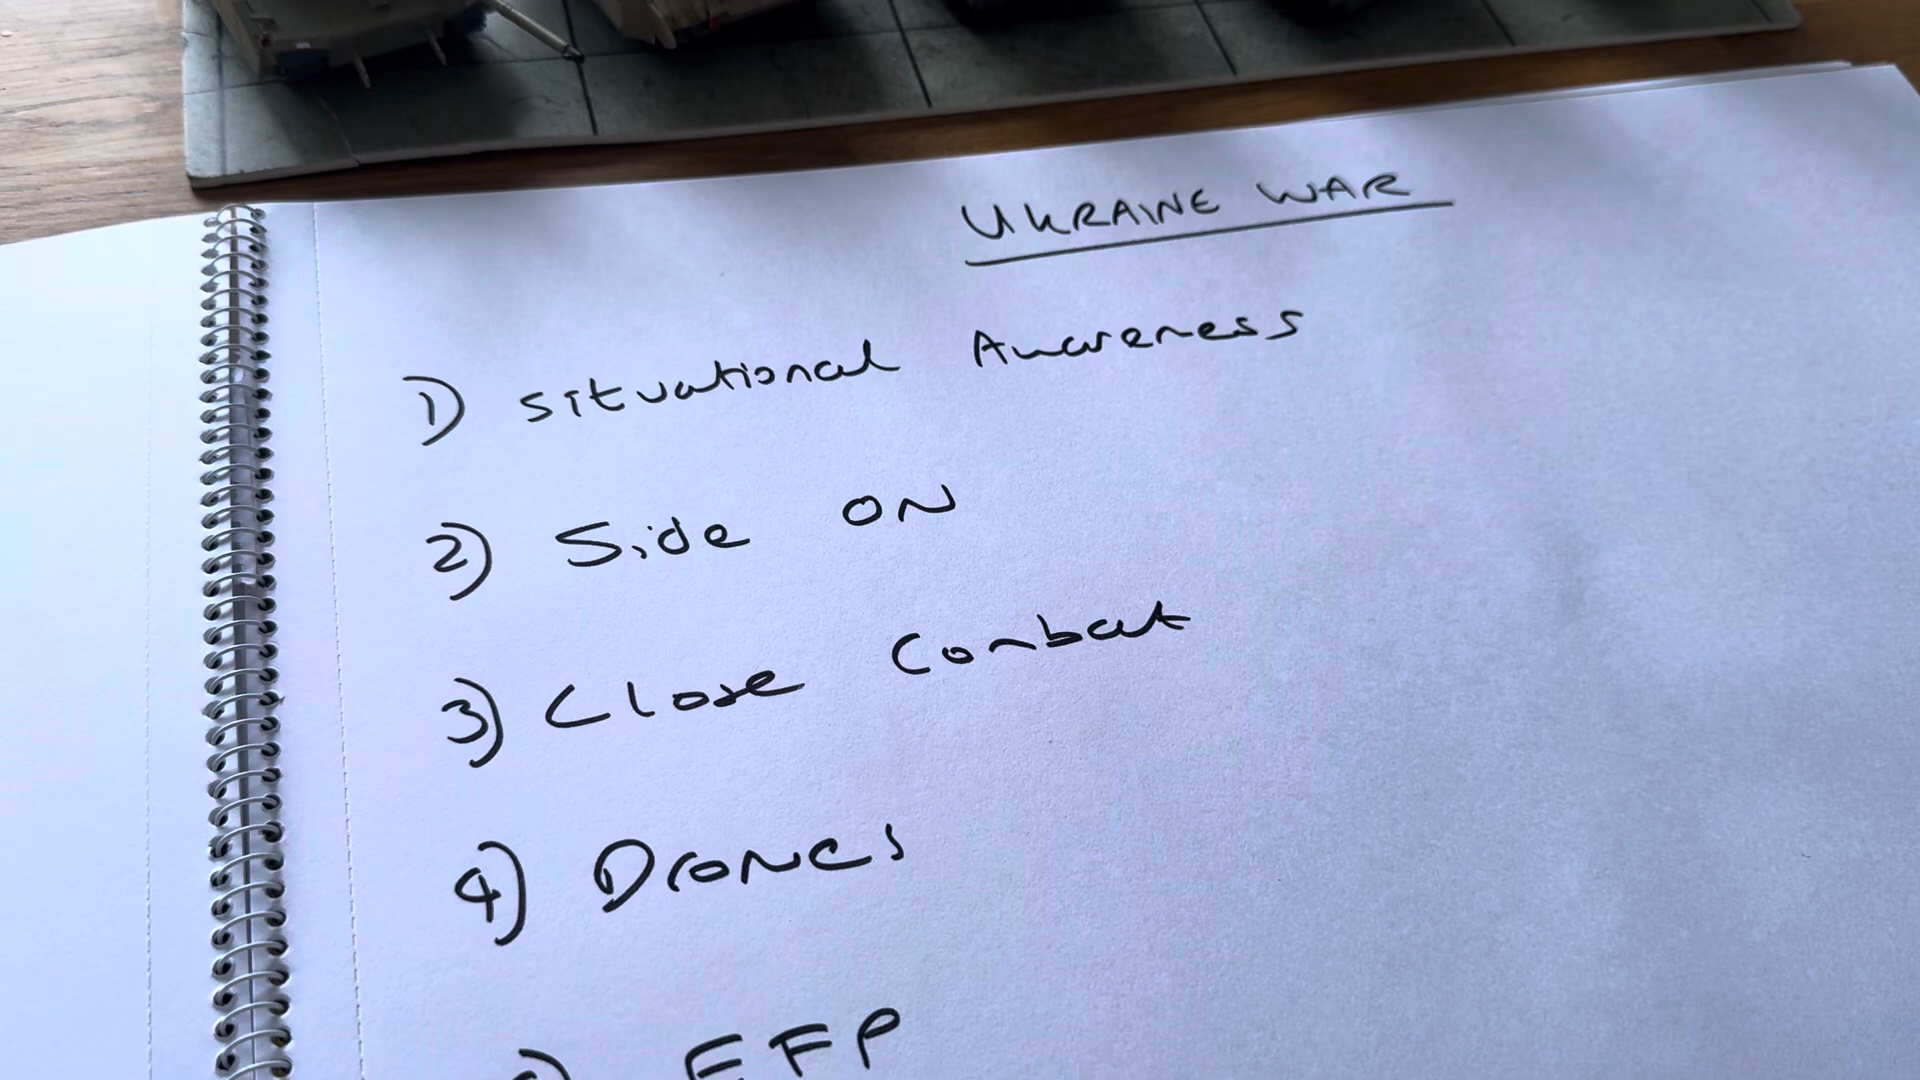 UKRAINE WAR
1) Situational Awareness
2) Side ON
3) Close Combat
4) Drones
EFP